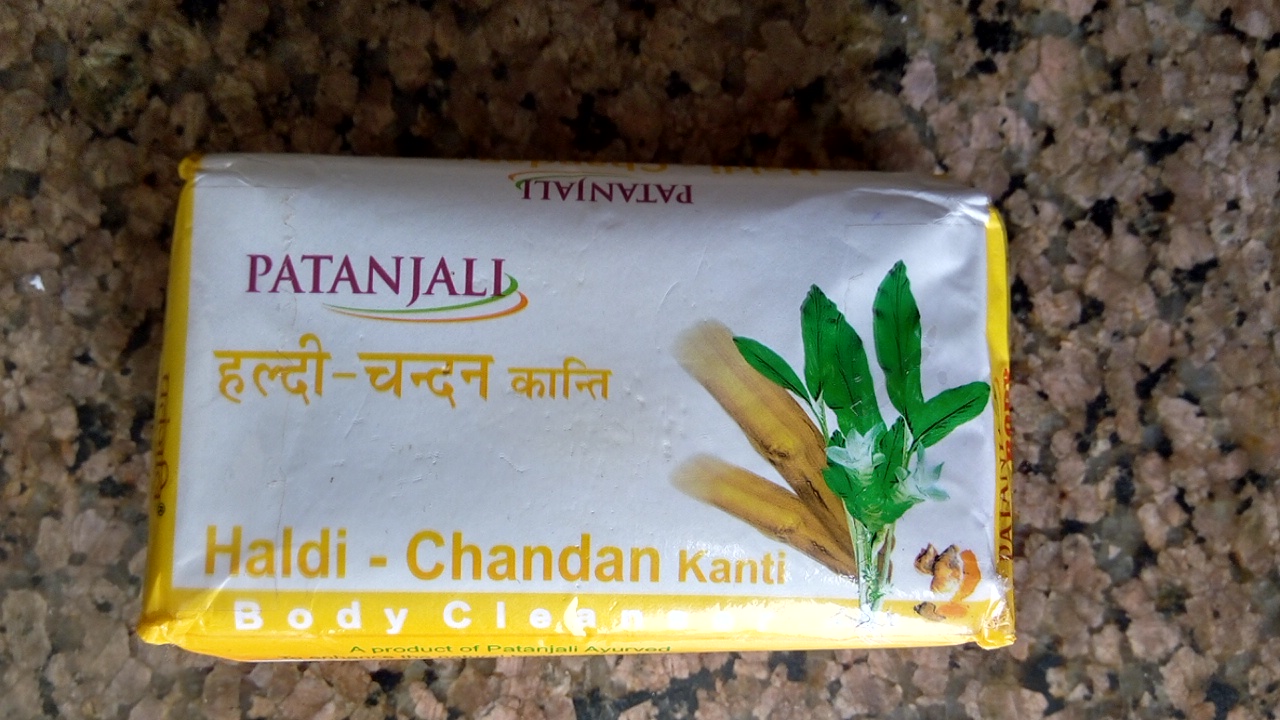 PATANJALI
PATANJALI
हल्दी-चन्दन कान्ति
Haldi - Chandan Kanti
Body Cleanser
A product of Patanjali Ayurved